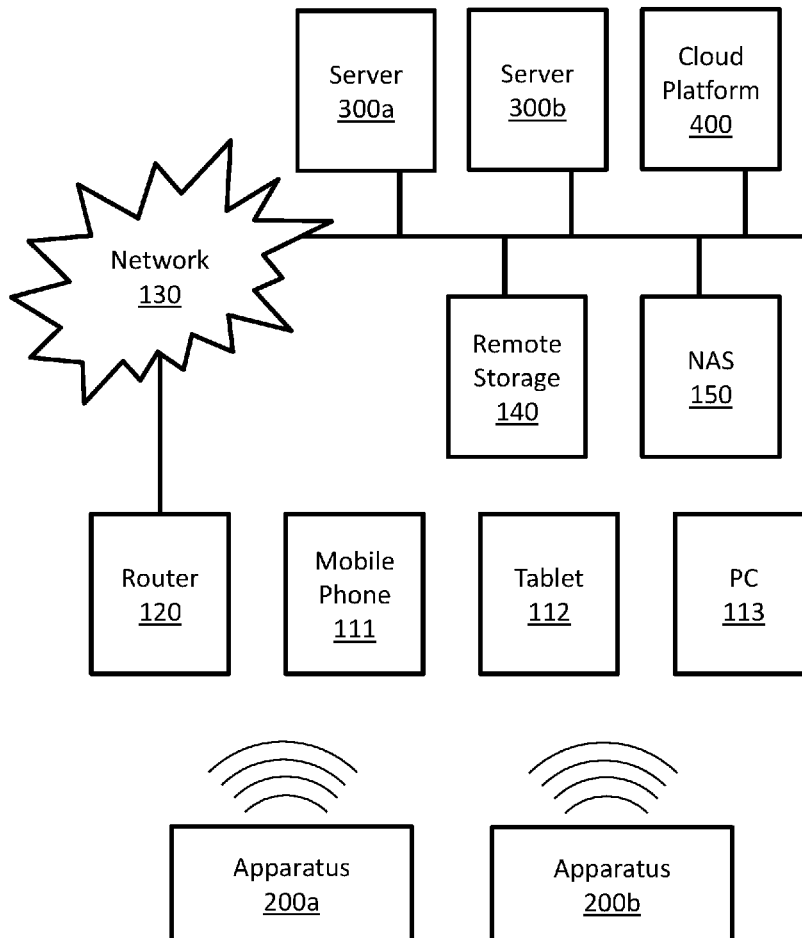 Server
300a
Server
300b
Cloud
Platform
400
Network
130
Remote
Storage
140
NAS
150
Router
120
Mobile
Phone
111
Tablet
112
PC
113
Apparatus
200a
Apparatus
200b